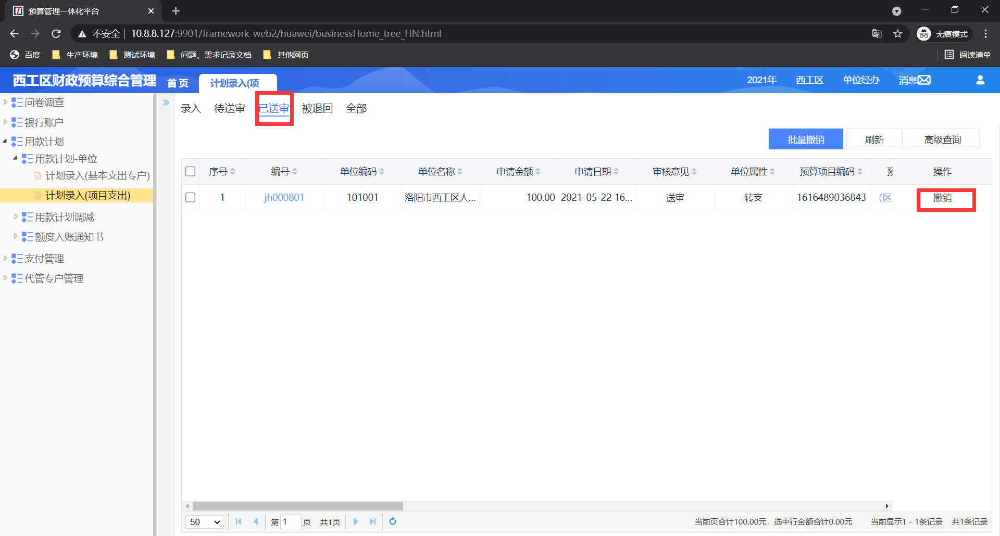 预算管理一体化平台
不安全 | 10.8.8.127:9901/framework-web2/huawei/businessHome_tree_HN.html
无痕模式
百度 生产环境 测试环境 问题、需求记录文档 其他网页 阅读清单
西工区财政预算综合管理 首页 计划录入(项 2021年 西工区 单位经办 消息
问卷调查
银行账户
用款计划
用款计划-单位
计划录入(基本支出专户)
计划录入(项目支出)
用款计划调减
额度入账通知书
支付管理
代管专户管理
录入 待送审 已送审 被退回 全部
批量撤销 刷新 高级查询
序号 编号 单位编码 单位名称 申请金额 申请日期 审核意见 单位属性 预算项目编码 操作
1 jh000801 101001 洛阳市西工区人... 100.00 2021-05-22 16... 送审 转支 1616489036843 (区 撤销
50 第 1 页 共1页 当前页合计100.00元，选中行金额合计0.00元 当前显示1 - 1条记录 共1条记录